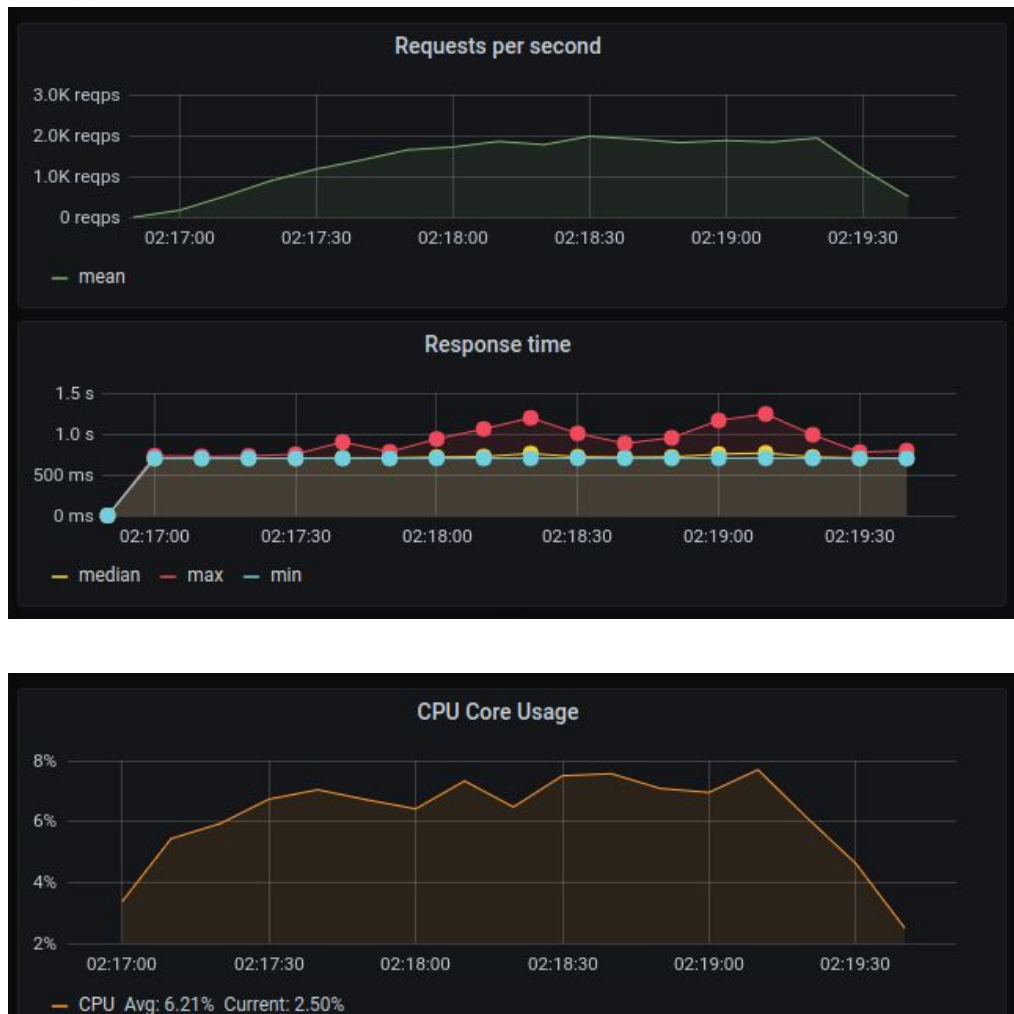 Requests per second
3.0K reqps
2.0K reqps
1.0K reqps
0 reqps
02:17:00 02:17:30 02:18:00 02:18:30 02:19:00 02:19:30
mean
Response time
1.5 s
1.0 s
500 ms
0 ms
02:17:00 02:17:30 02:18:00 02:18:30 02:19:00 02:19:30
median max min
CPU Core Usage
8%
6%
4%
2%
02:17:00 02:17:30 02:18:00 02:18:30 02:19:00 02:19:30
CPU Avg: 6.21% Current: 2.50%